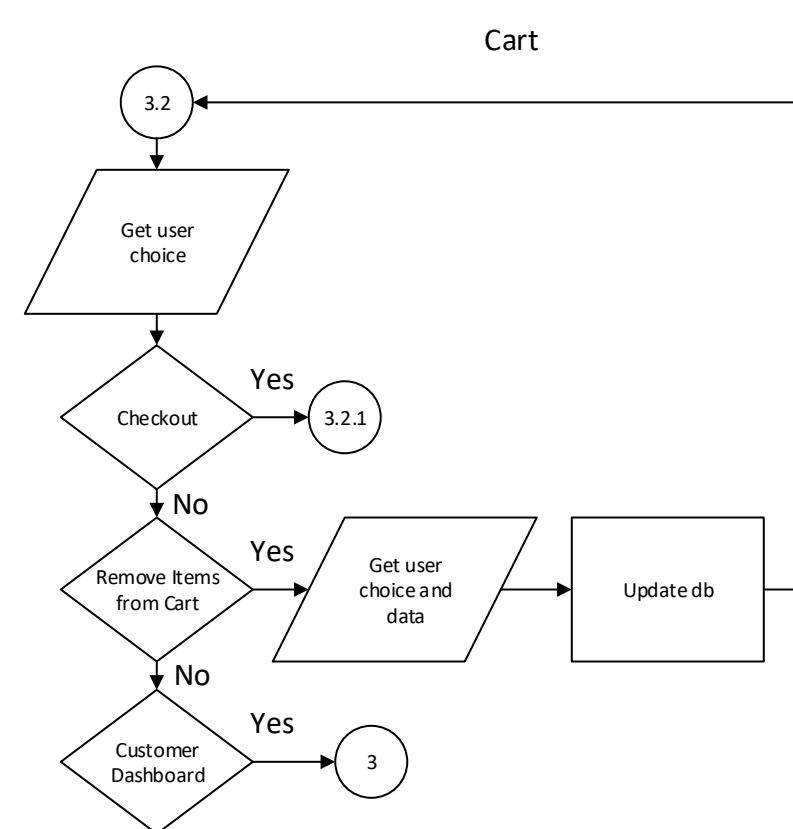 Cart
3.2
Get user
choice
Yes
Checkout
3.2.1
No
Yes
Remove Items
from Cart
Get user
choice and
data
Update db
No
Yes
Customer
Dashboard
3